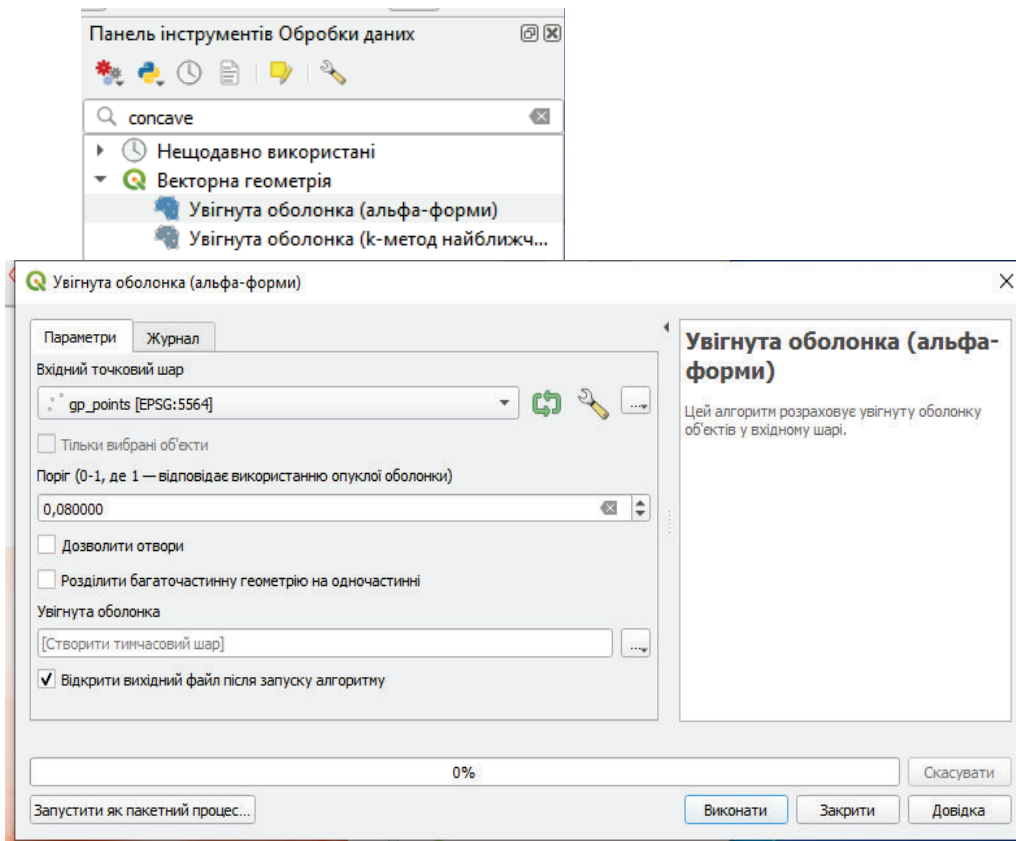 Панель інструментів Обробки даних
concave
Нещодавно використані
Векторна геометрія
Увігнута оболонка (альфа-форми)
Увігнута оболонка (k-метод найближч...
Увігнута оболонка (альфа-форми)
Параметри
Журнал
Вхідний точковий шар
gp_points [EPSG:5564]
...
Тільки вибрані об'єкти
Поріг (0-1, де 1 — відповідає використанню опуклої оболонки)
0,080000
Дозволити отвори
Розділити багаточастинну геометрію на одночастинні
Увігнута оболонка
[Створити тимчасовий шар]
...
Відкрити вихідний файл після запуску алгоритму
Увігнута оболонка (альфа-
форми)
Цей алгоритм розраховує увігнуту оболонку
об'єктів у вхідному шарі.
0%
Скасувати
Запустити як пакетний процес...
Виконати
Закрити
Довідка